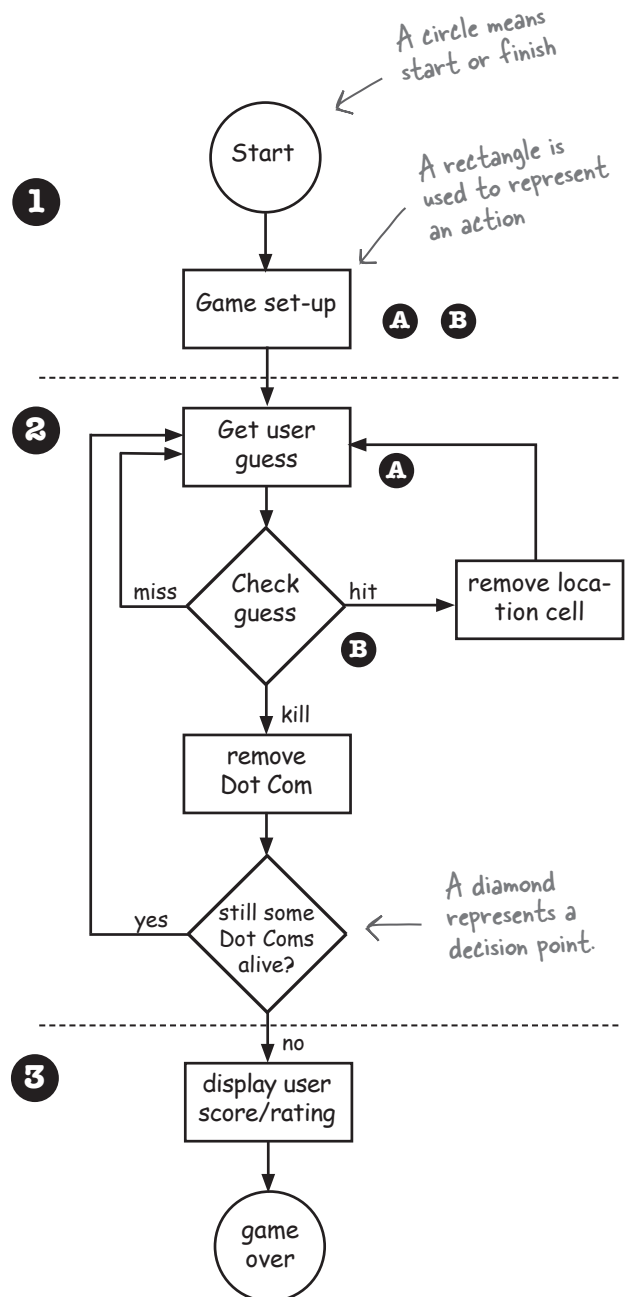 A circle means
start or finish
Start
A rectangle is
used to represent
an action
1
Game set-up
A B
2
Get user
guess
A
miss
Check
guess
hit
remove loca-
tion cell
B
kill
remove
Dot Com
A diamond
represents a
decision point.
yes
still some
Dot Coms
alive?
no
3
display user
score/rating
game
over